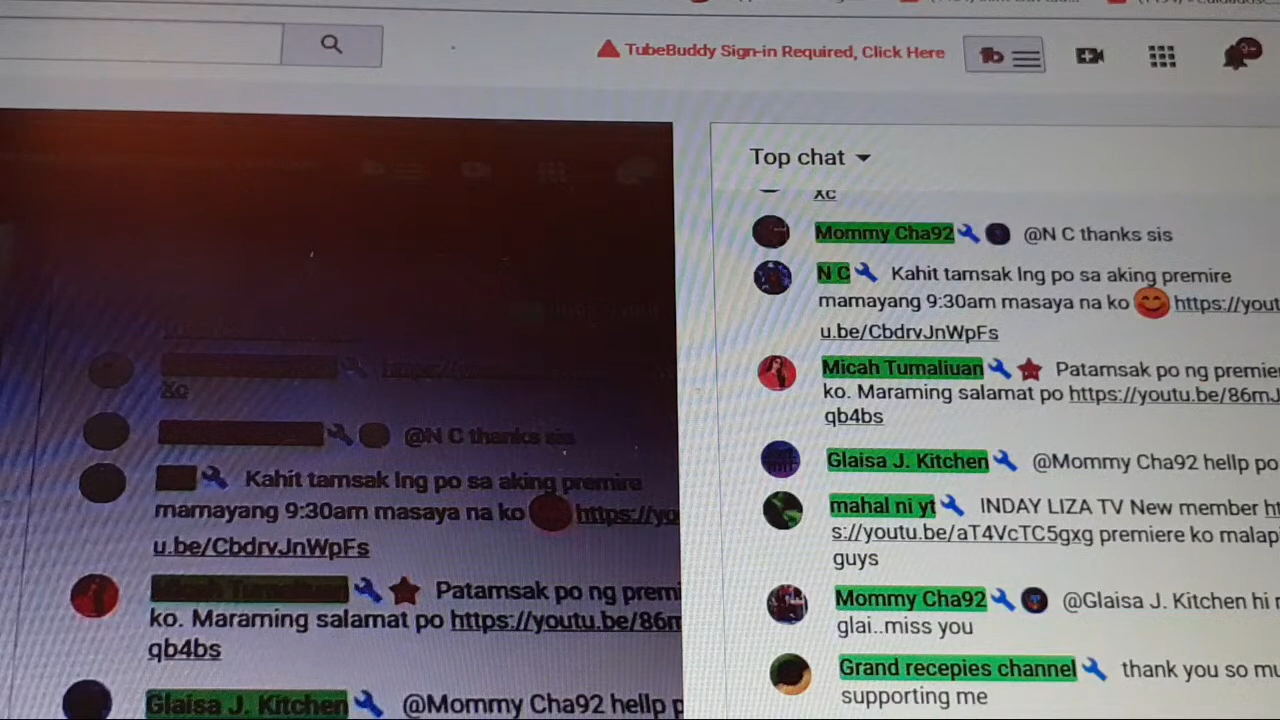 TubeBuddy Sign-in Required, Click Here
Top chat
xc
Mommy Cha92 @N C thanks sis
N C Kahit tamsak lng po sa aking premire
mamayang 9:30am masaya na ko https://yout
u.be/CbdrvJnWpFs
Micah Tumaliuan Patamsak po ng premie
ko. Maraming salamat po https://youtu.be/86mJ
qb4bs
Glaisa J. Kitchen @Mommy Cha92 hellp po
mahal ni yt INDAY LIZA TV New member ht
s://youtu.be/aT4VcTC5gxg premiere ko malap
guys
Mommy Cha92 @Glaisa J. Kitchen hi
glai..miss you
Grand recepies channel thank you so mu
supporting me
xc
@N C thanks sis
Kahit tamsak lng po sa aking premire
mamayang 9:30am masaya na ko https://yo
u.be/CbdrvJnWpFs
Micah Tumaliuan Patamsak po ng prem
ko. Maraming salamat po https://youtu.be/86m
qb4bs
Glaisa J. Kitchen @Mommy Cha92 hellp p